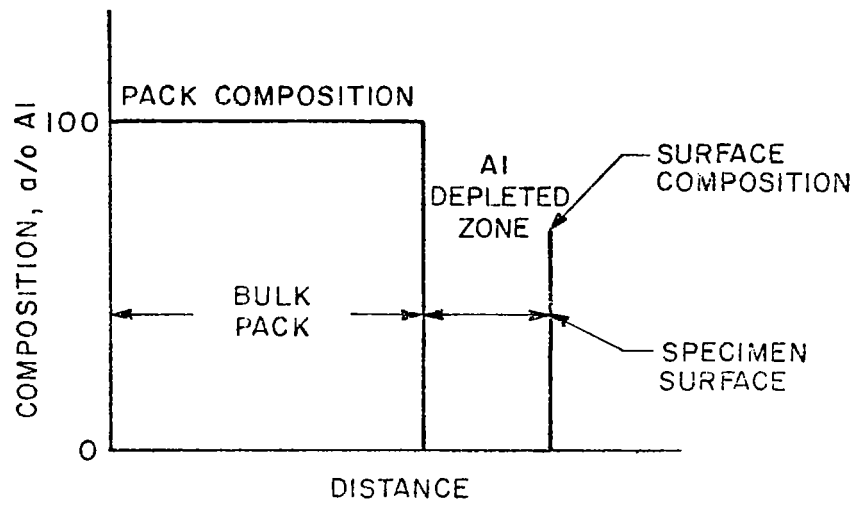 PACK COMPOSITION
100
COMPOSITION, a/o Al
Al
DEPLETED
ZONE
SURFACE
COMPOSITION
BULK
PACK
SPECIMEN
SURFACE
0
DISTANCE